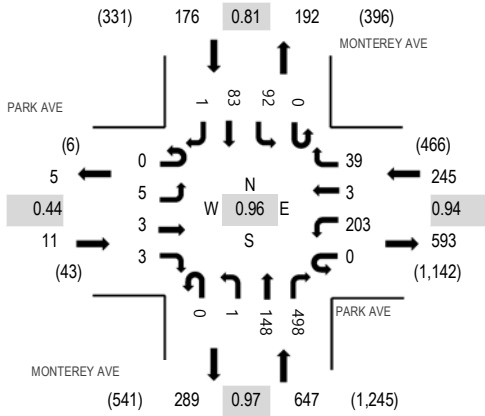 (331) 176 0.81 192 (396)
MONTEREY AVE
1 83 92 0
PARK AVE
(6) 0 39 (466)
5 5 N 3 245
0.44 W 0.96 E 0.94
11 3 S 203 593
(43) 3 0 (1,142)
0 1 148 498
PARK AVE
MONTEREY AVE
(541) 289 0.97 647 (1,245)